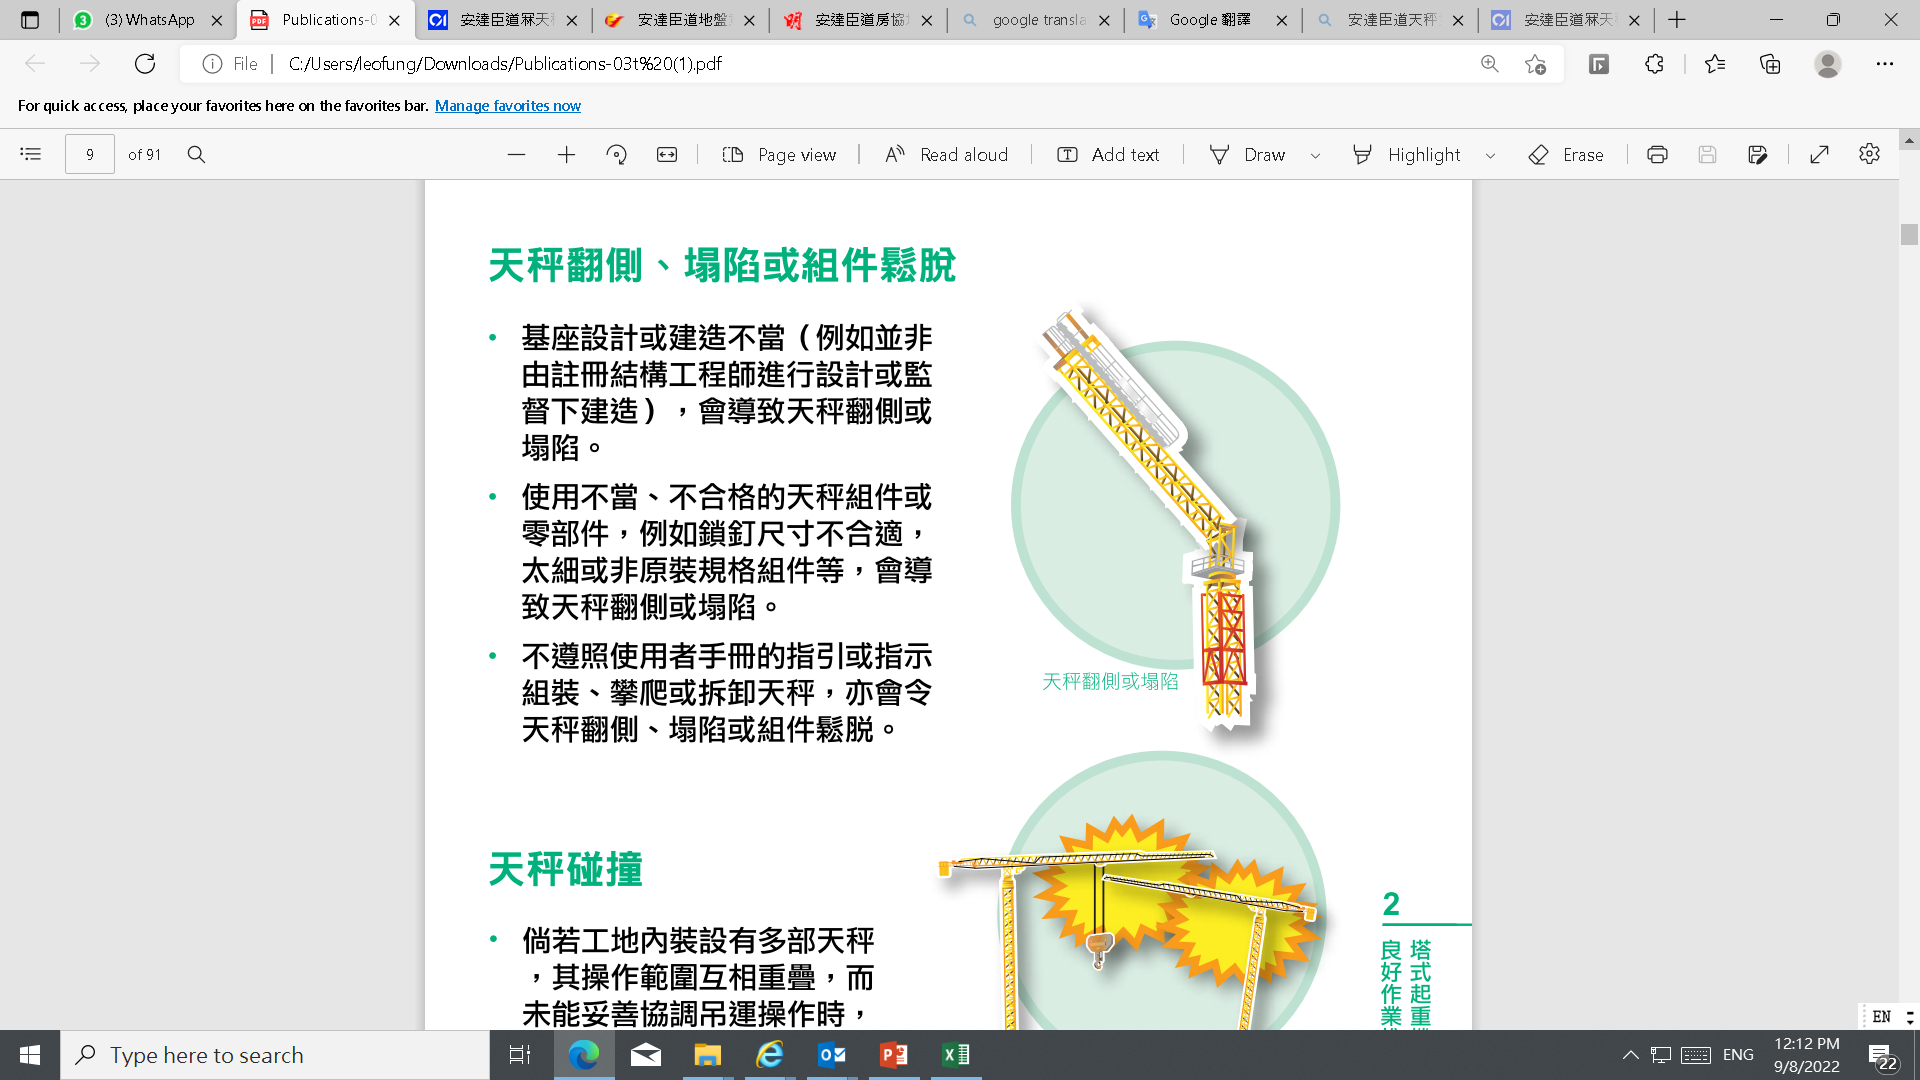 (3) WhatsApp
Publications-0
安達臣道冧天
安達臣道地盤
安達臣道房協
google transla
Google 翻譯
安達臣道天秤
安達臣道冧天
File
C:/Users/leofung/Downloads/Publications-03t%20(1).pdf
For quick access, place your favorites here on the favorites bar. Manage favorites now
9 of 91
Page view
Read aloud
Add text
Draw
Highlight
Erase
天秤翻側、塌陷或組件鬆脫
• 基座設計或建造不當（例如並非
由註冊結構工程師進行設計或監
督下建造），會導致天秤翻側或
塌陷。
• 使用不當、不合格的天秤組件或
零部件，例如鎖釘尺寸不合適，
太細或非原裝規格組件等，會導
致天秤翻側或塌陷。
• 不遵照使用者手冊的指引或指示
組裝、攀爬或拆卸天秤，亦會令
天秤翻側、塌陷或組件鬆脫。
天秤翻側或塌陷
天秤碰撞
• 倘若工地內裝設有多部天秤
，其操作範圍互相重疊，而
未能妥善協調吊運操作時，
2
塔式起重
良好作業
EN
Type here to search
ENG
12:12 PM
9/8/2022
22